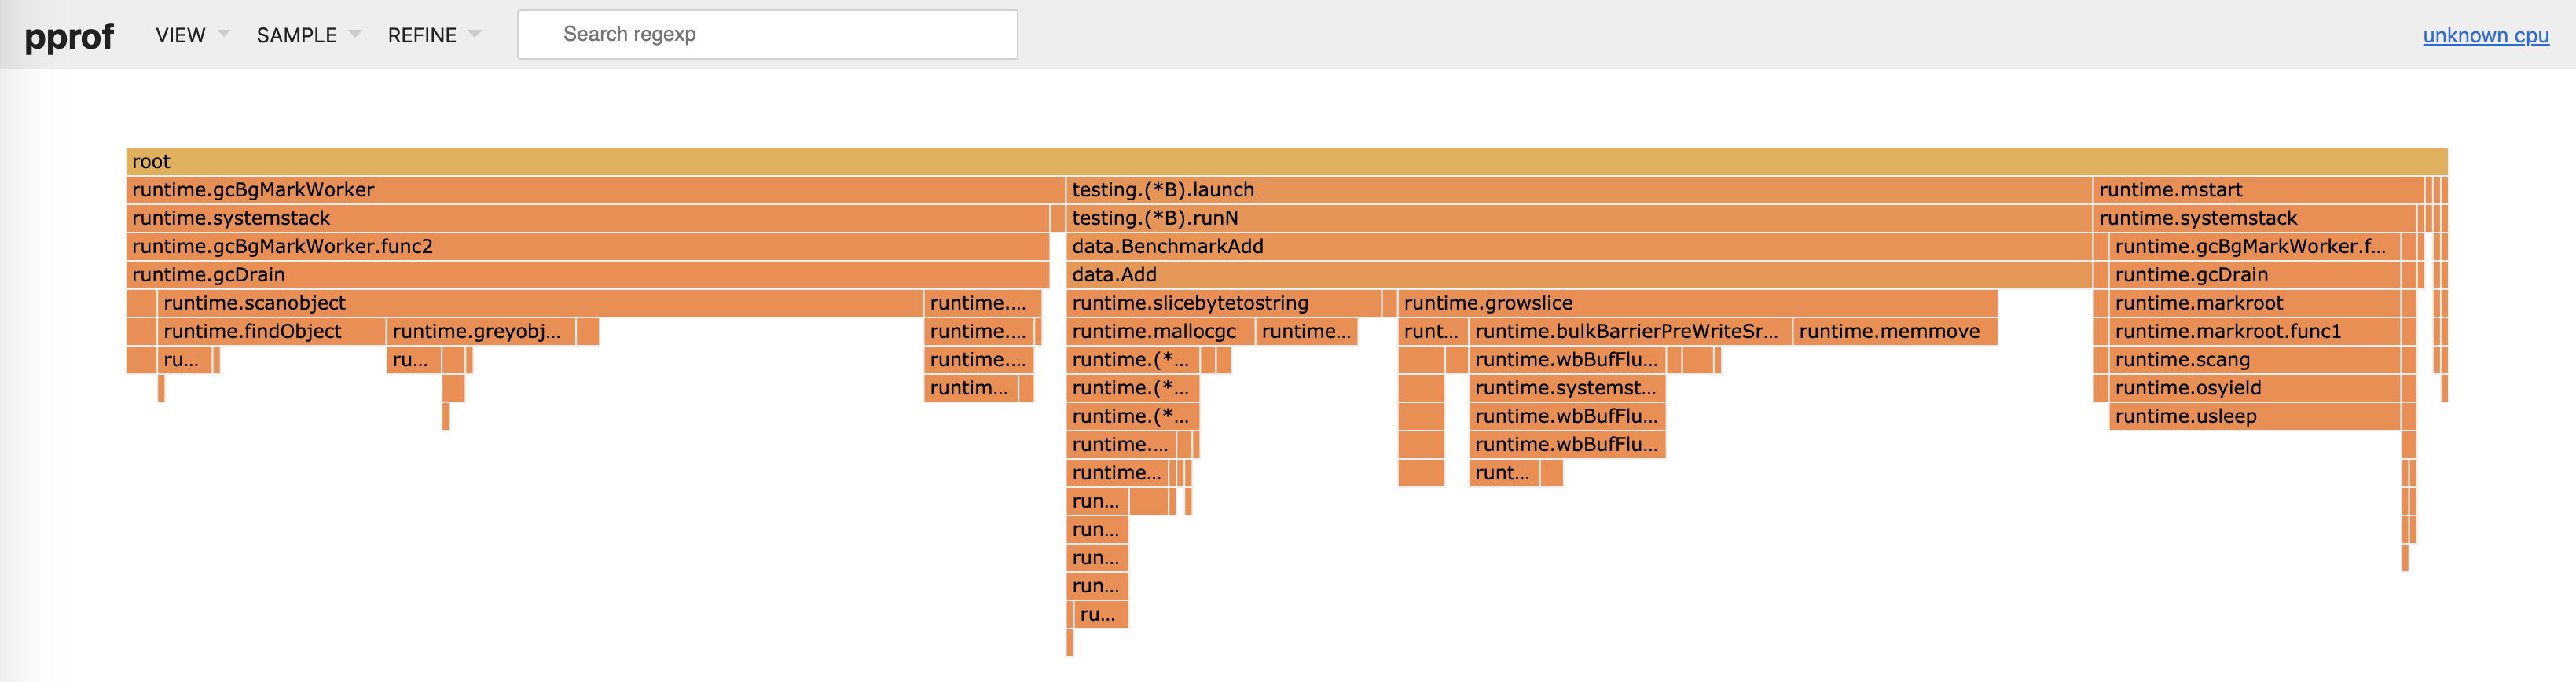 pprof VIEW SAMPLE REFINE Search regexp unknown cpu
root
runtime.gcBgMarkWorker testing.(*B).launch runtime.mstart
runtime.systemstack testing.(*B).runN runtime.systemstack
runtime.gcBgMarkWorker.func2 data.BenchmarkAdd runtime.gcBgMarkWorker.f...
runtime.gcDrain data.Add runtime.gcDrain
runtime.scanobject runtime.... runtime.slicebytetostring runtime.growslice runtime.markroot
runtime.findObject runtime.greyobj... runtime.... runtime.mallocgc runtime... runt... runtime.bulkBarrierPreWriteSr... runtime.memmove runtime.markroot.func1
ru... ru... runtime.... runtime.(*... runtime.wbBufFlu... runtime.scang
runtim... runtime.(*... runtime.systemst... runtime.osyield
runtime.(*... runtime.wbBufFlu... runtime.usleep
runtime.... runtime.wbBufFlu...
runtime... runt...
run...
run...
run...
run...
ru...